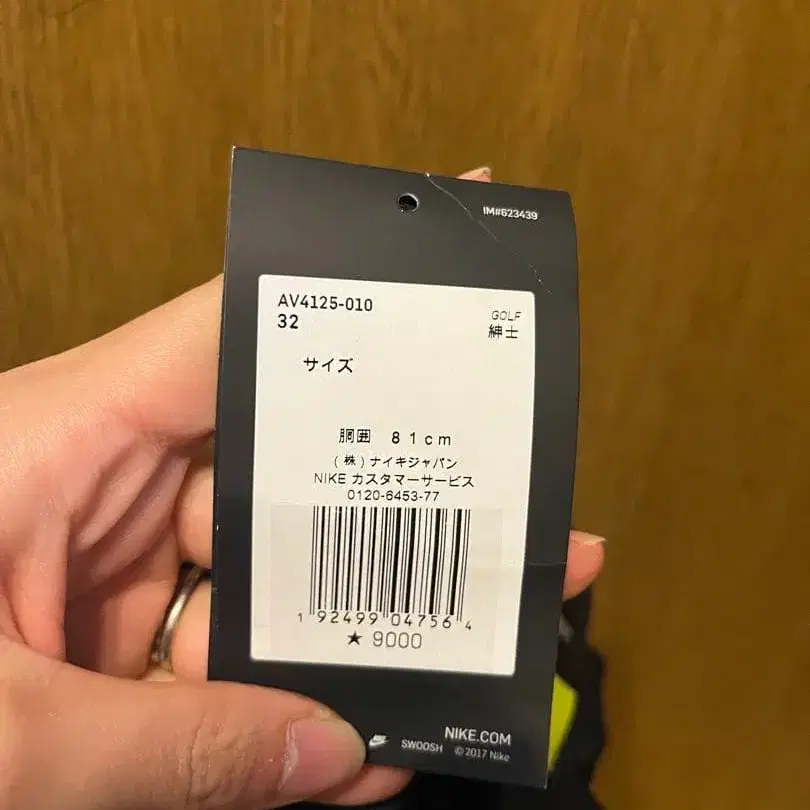 IM#623439
AV4125-010
32
GOLF
紳士
サイズ
胴囲 81cm
(株)ナイキジャパン
NIKE カスタマーサービス
0120-6453-77
1 92499 04756 4
★ 9000
NIKE.COM
SWOOSH ©2017 Nike